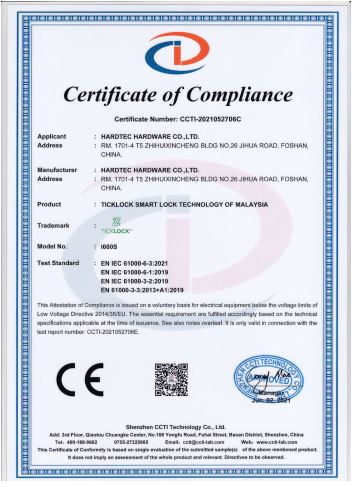 Certificate of Compliance
Certificate Number: CCTI-2021052706C
Applicant : HARDTEC HARDWARE CO.,LTD.
Address : RM. 1701-4 T5 ZHIHUIXINCHENG BLDG NO.26 JIHUA ROAD, FOSHAN,
CHINA.
Manufacturer : HARDTEC HARDWARE CO.,LTD.
Address : RM. 1701-4 T5 ZHIHUIXINCHENG BLDG NO.26 JIHUA ROAD, FOSHAN,
CHINA.
Product : TICKLOCK SMART LOCK TECHNOLOGY OF MALAYSIA
Trademark : TICKLOCK®
Model No. : I600S
Test Standard : EN IEC 61000-6-3:2021
EN IEC 61000-6-1:2019
EN IEC 61000-3-2:2019
EN 61000-3-3:2013+A1:2019
This Attestation of Compliance is issued on a voluntary basis for electrical equipment below the voltage limits of
Low Voltage Directive 2014/35/EU. The essential requirement are fulfilled accordingly based on the technical
specifications applicable at the time of issuance. See also notes overleaf. It is only valid in connection with the
test report number: CCTI-2021052706C.
CE
CCTI TECHNOLOGY
APPROVED
Manager
Jun. 02, 2021
Shenzhen CCTI Technology Co., Ltd.
Add: 3rd Floor, Qiaotou Chuangke Center, No.168 Yongfu Road, Fuhai Street, Baoan District, Shenzhen, China
Tel: 400-180-9662 0755-27225865 Email: ccti@ccti-lab.com Web: www.ccti-lab.com
This Certificate of Conformity is based on single evaluation of the submitted sample(s) of the above mentioned product.
It does not imply an assessment of the whole product and relevant Directives to be observed.